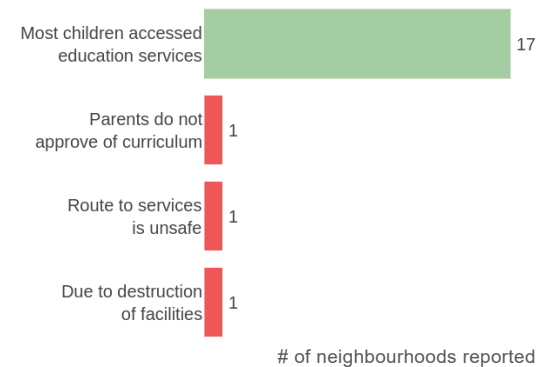 Most children accessed
education services
17
Parents do not
approve of curriculum
1
Route to services
is unsafe
1
Due to destruction
of facilities
1
# of neighbourhoods reported